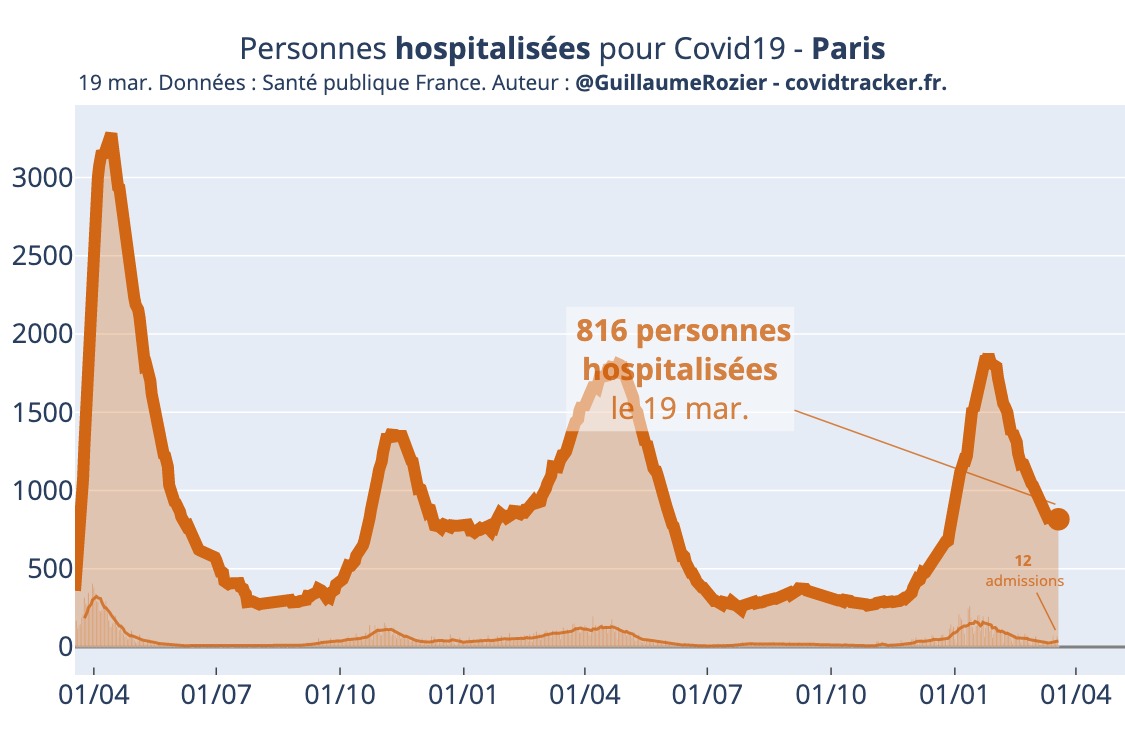 Personnes hospitalisées pour Covid19 - Paris
19 mar. Données : Santé publique France. Auteur : @GuillaumeRozier - covidtracker.fr.
3000
2500
2000
1500
1000
500
0
816 personnes
hospitalisées
le 19 mar.
12
admissions
01/04 01/07 01/10 01/01 01/04 01/07 01/10 01/01 01/04